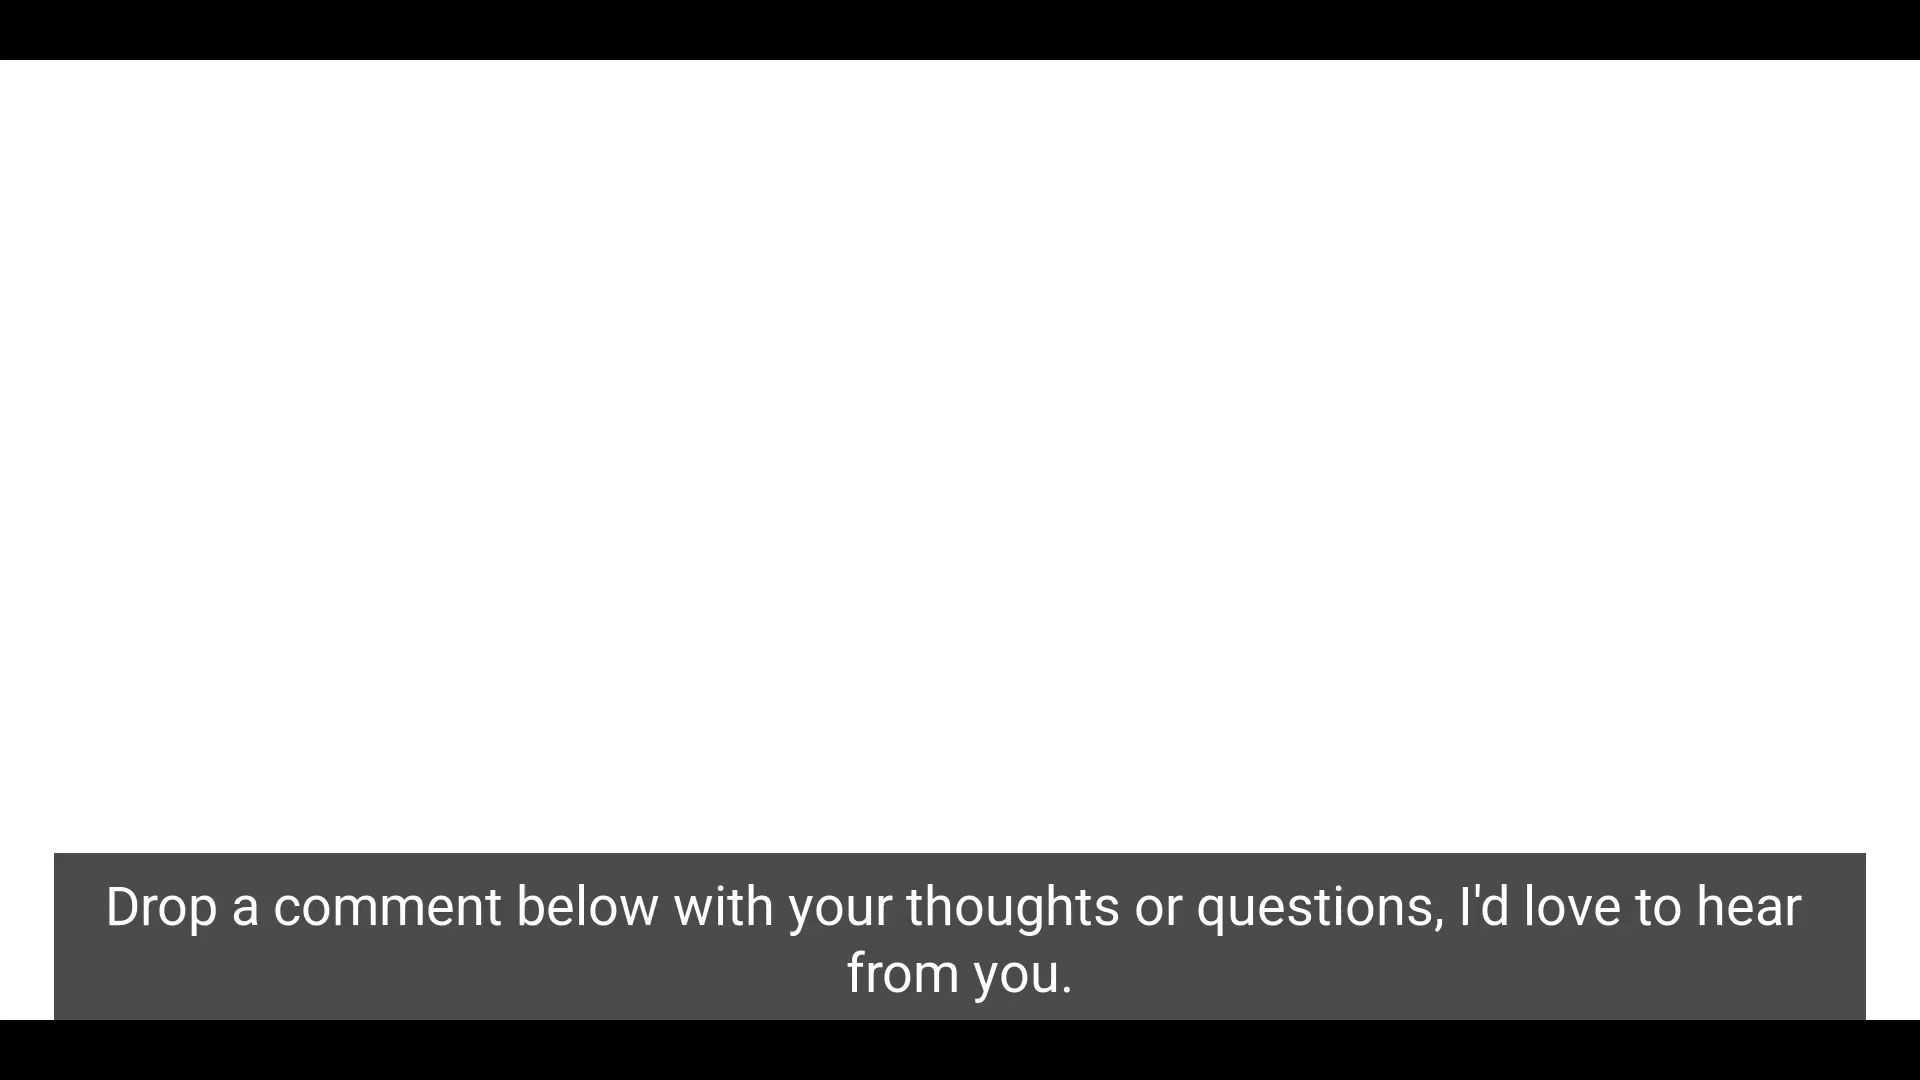 Drop a comment below with your thoughts or questions, I'd love to hear
from you.